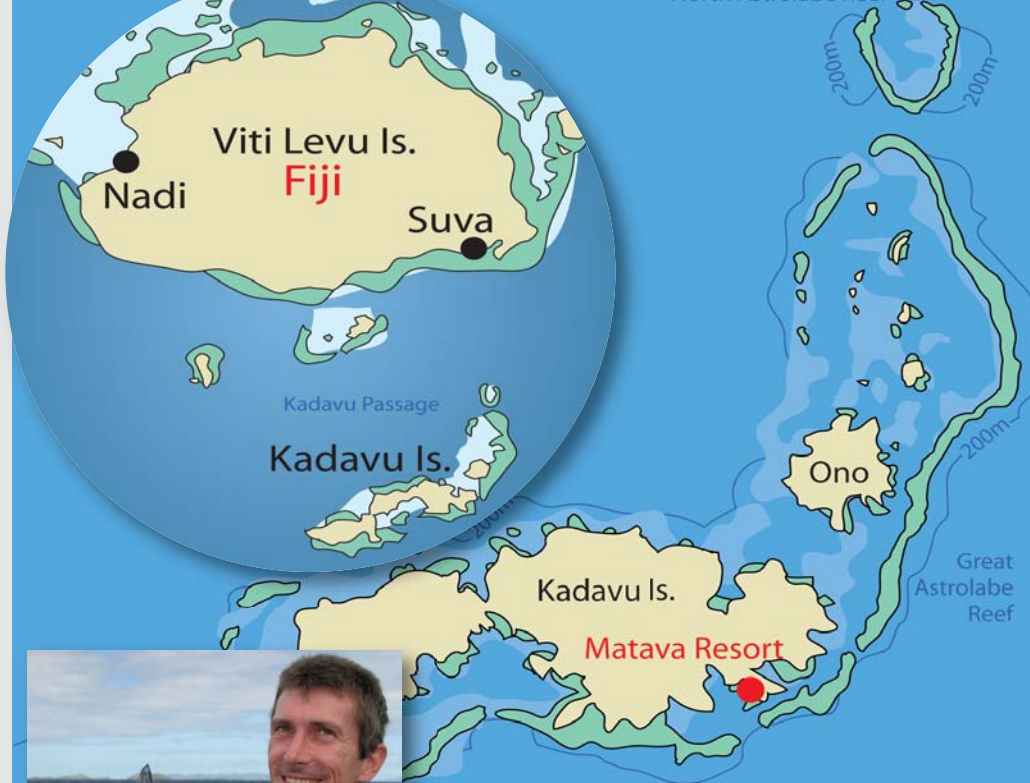 200m
200m
Viti Levu Is.
Fiji
Nadi
Suva
Kadavu Passage
Kadavu Is.
200m
200m
Ono
Great
Astrolabe
Reef
Kadavu Is.
Matava Resort